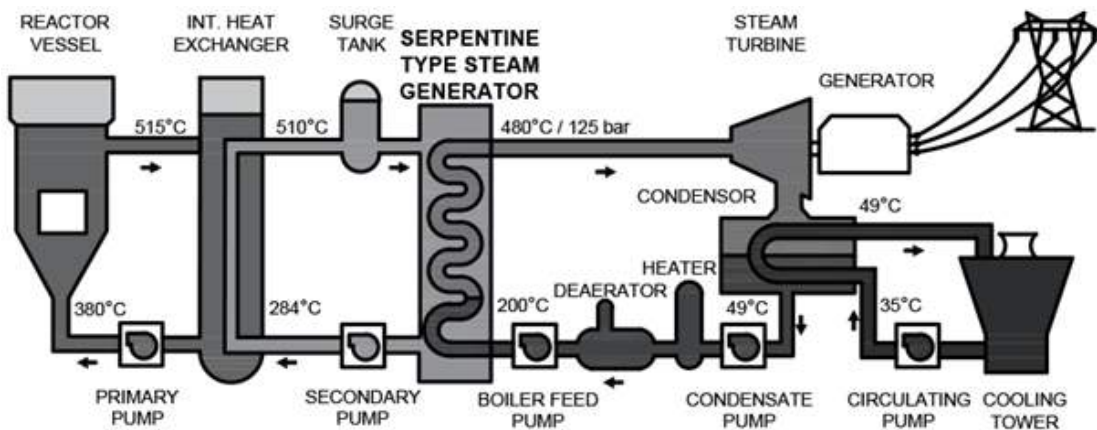 REACTOR
VESSEL
INT. HEAT
EXCHANGER
SURGE
TANK
SERPENTINE
TYPE STEAM
GENERATOR
STEAM
TURBINE
GENERATOR
515°C
510°C
480°C / 125 bar
CONDENSOR
49°C
HEATER
DEAERATOR
380°C
284°C
200°C
49°C
35°C
PRIMARY
PUMP
SECONDARY
PUMP
BOILER FEED
PUMP
CONDENSATE
PUMP
CIRCULATING
PUMP
COOLING
TOWER